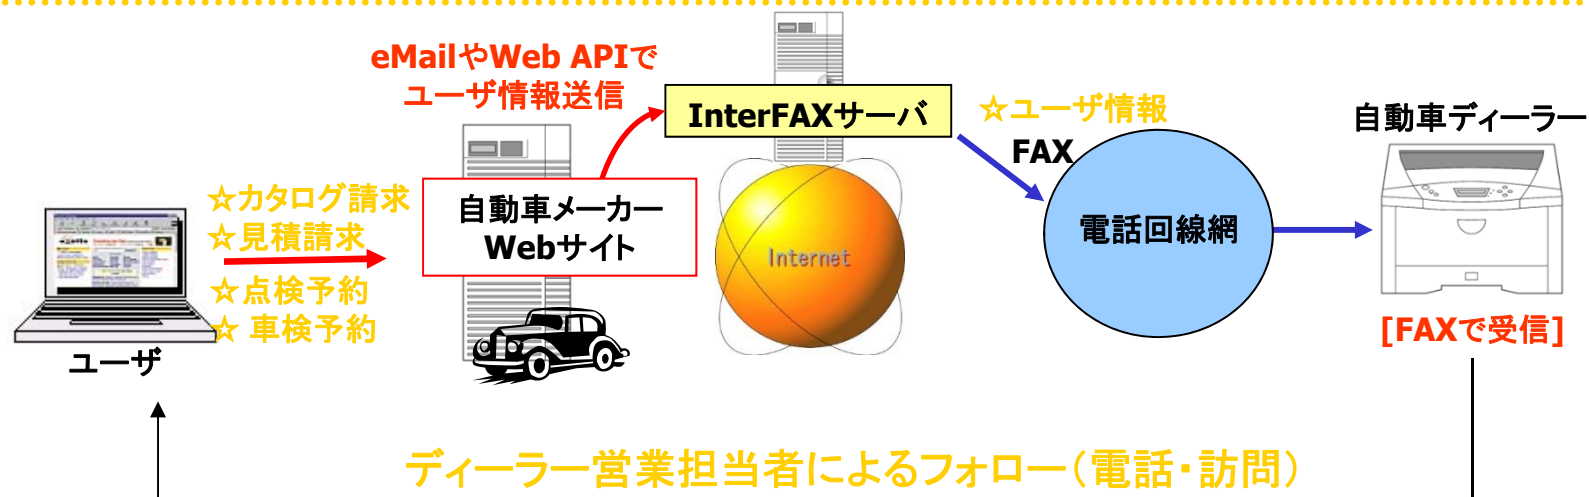 eMailやWeb APIで
ユーザ情報送信
InterFAXサーバ
☆ユーザ情報
FAX
自動車ディーラー
☆カタログ請求
☆見積請求
☆点検予約
☆ 車検予約
自動車メーカー
Webサイト
Internet
電話回線網
[FAXで受信]
ユーザ
ディーラー営業担当者によるフォロー（電話・訪問）